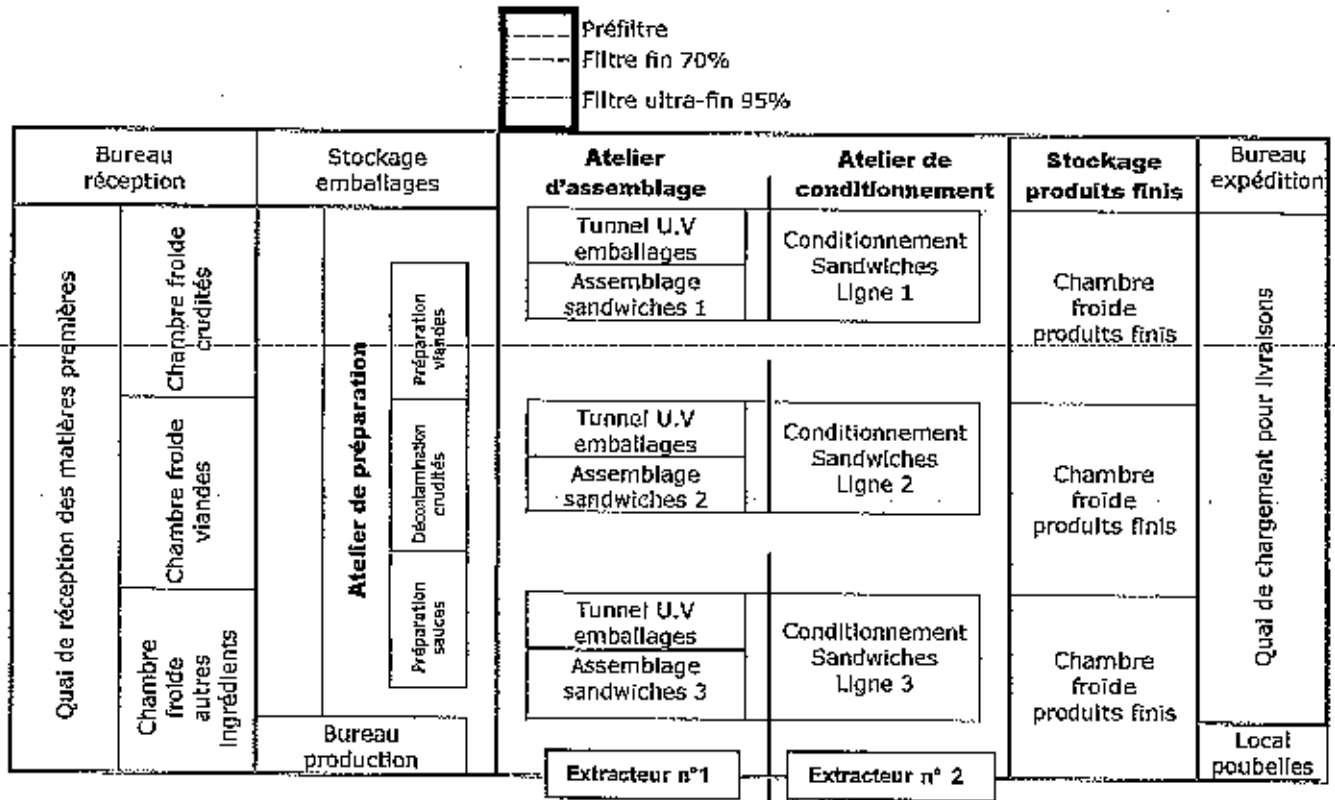 Préfiltre
Filtre fin 70%
Filtre ultra-fin 95%
Bureau
réception
Stockage
emballages
Atelier
d'assemblage
Atelier de
conditionnement
Stockage
produits finis
Bureau
expédition
Quai de réception des matières premières
Chambre froide
crudités
Chambre froide
viandes
Chambre
froide
autres
ingrédients
Atelier de préparation
Préparation
viandes
Décontamination
crudités
Préparation
sauces
Bureau
production
Tunnel U.V
emballages
Assemblage
sandwiches 1
Conditionnement
Sandwiches
Ligne 1
Tunnel U.V
emballages
Assemblage
sandwiches 2
Conditionnement
Sandwiches
Ligne 2
Tunnel U.V
emballages
Assemblage
sandwiches 3
Conditionnement
Sandwiches
Ligne 3
Extracteur n°1
Extracteur n° 2
Chambre
froide
produits finis
Chambre
froide
produits finis
Chambre
froide
produits finis
Quai de chargement pour livraisons
Local
poubelles